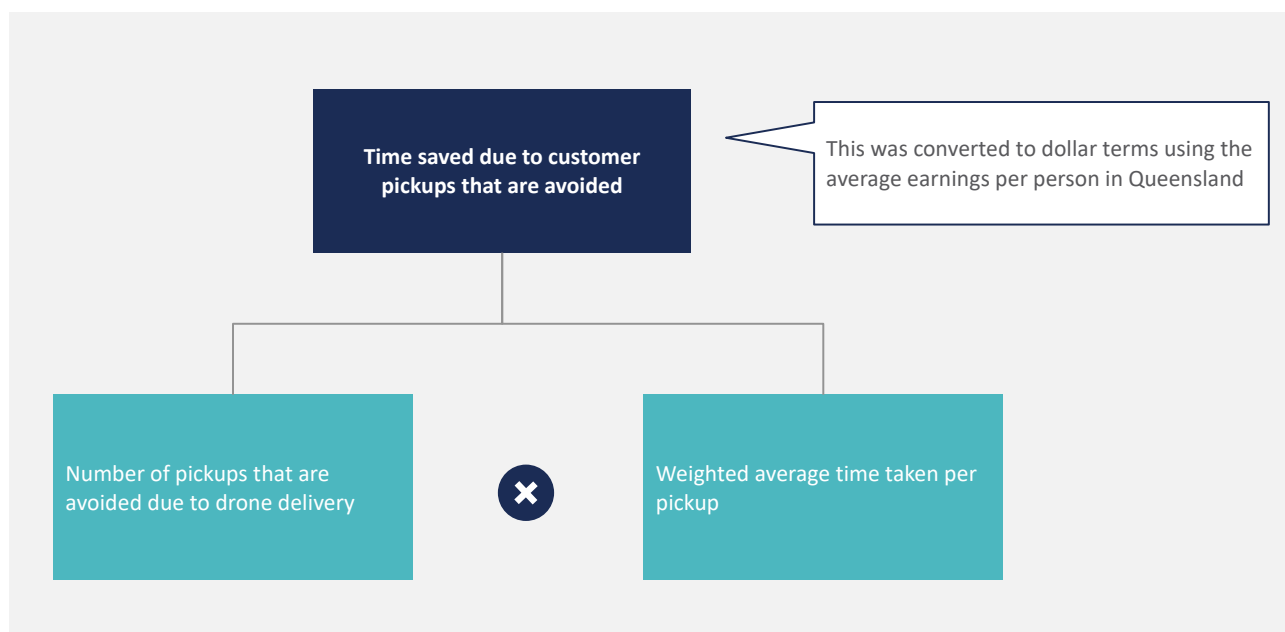 Time saved due to customer
pickups that are avoided
This was converted to dollar terms using the
average earnings per person in Queensland
Number of pickups that are
avoided due to drone delivery
Weighted average time taken per
pickup